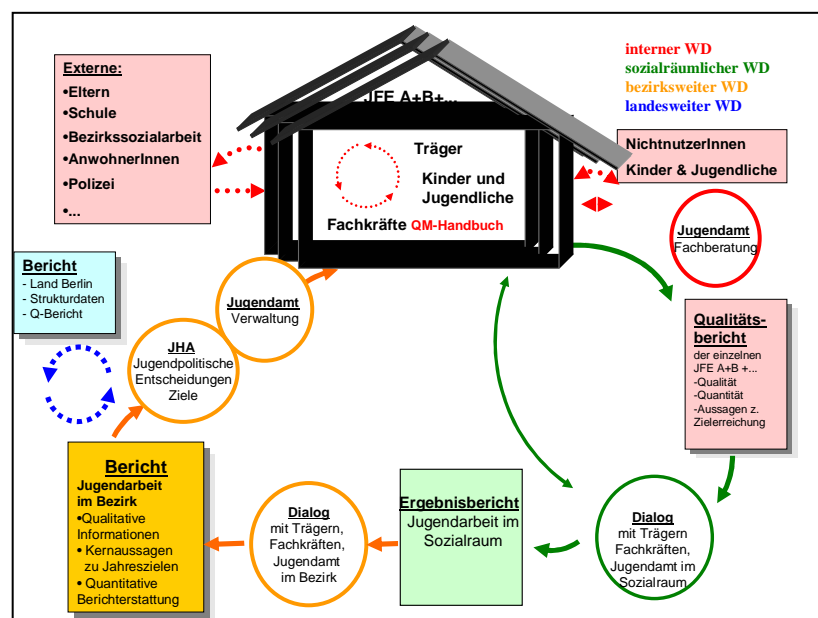 interner WD
sozialräumlicher WD
bezirksweiter WD
landesweiter WD
Externe:
•Eltern
•Schule
•Bezirkssozialarbeit
•AnwohnerInnen
•Polizei
•...
JFE A+B+...
Träger
Kinder und
Jugendliche
Fachkräfte QM-Handbuch
NichtnutzerInnen
Kinder & Jugendliche
Jugendamt
Fachberatung
Bericht
- Land Berlin
- Strukturdaten
- Q-Bericht
Jugendamt
Verwaltung
JHA
Jugendpolitische
Entscheidungen
Ziele
Qualitäts-
bericht
der einzelnen
JFE A+B +...
-Qualität
-Quantität
-Aussagen z.
Zielerreichung
Bericht
Jugendarbeit
im Bezirk
•Qualitative
Informationen
• Kernaussagen
zu Jahreszielen
• Quantitative
Berichterstattung
Dialog
mit Trägern,
Fachkräften,
Jugendamt
im Bezirk
Ergebnisbericht
Jugendarbeit im
Sozialraum
Dialog
mit Trägern
Fachkräften,
Jugendamt im
Sozialraum